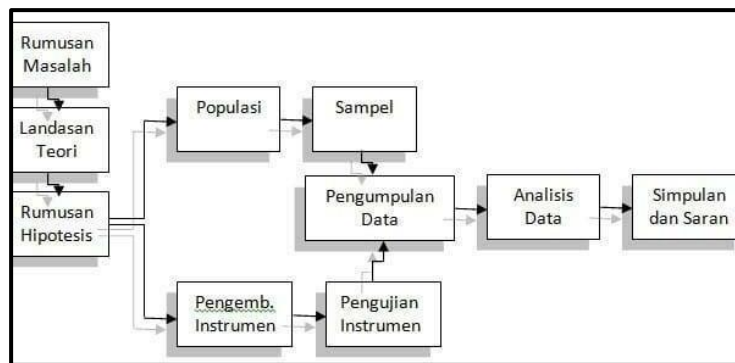 Rumusan
Masalah
Landasan
Teori
Rumusan
Hipotesis
Populasi
Sampel
Pengemb.
Instrumen
Pengujian
Instrumen
Pengumpulan
Data
Analisis
Data
Simpulan
dan Saran